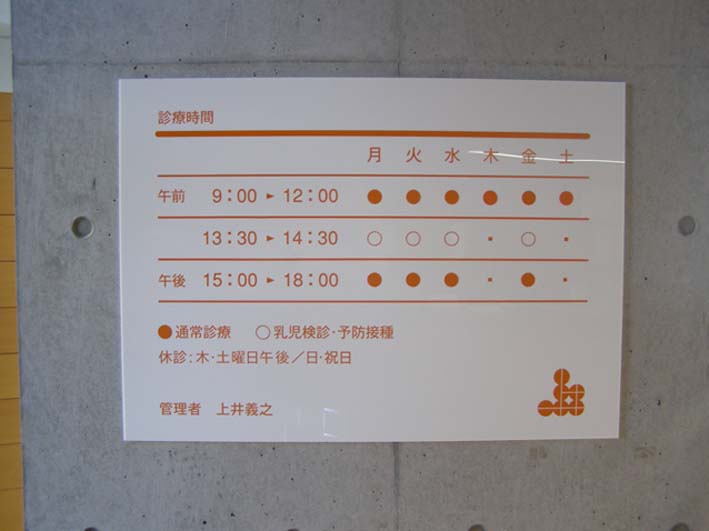 診療時間
月 火 水 木 金 土
午前 9:00 ► 12:00 ● ● ● ● ● ●
13:30 ► 14:30 ○ ○ ○ ・ ○ ・
午後 15:00 ► 18:00 ● ● ● ・ ● ・
●通常診療 ○乳児検診・予防接種
休診:木・土曜日午後／日・祝日
管理者 上井義之